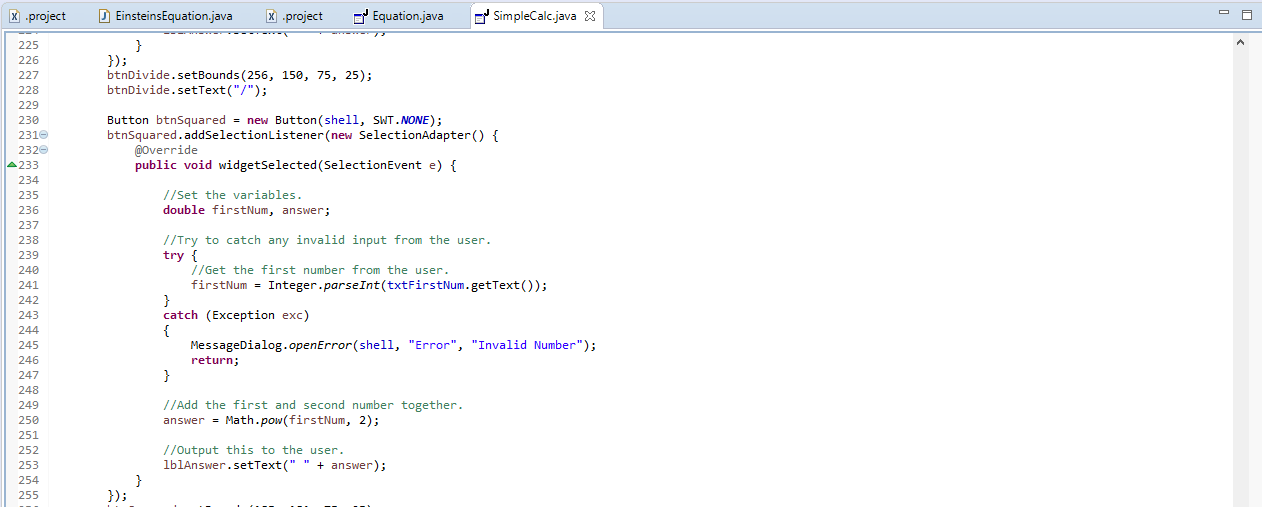 .project EinsteinsEquation.java .project Equation.java SimpleCalc.java
225 }
226 });
227 btnDivide.setBounds(256, 150, 75, 25);
228 btnDivide.setText("/");
229
230 Button btnSquared = new Button(shell, SWT.NONE);
231 btnSquared.addSelectionListener(new SelectionAdapter() {
232 @Override
233 public void widgetSelected(SelectionEvent e) {
234
235 //Set the variables.
236 double firstNum, answer;
237
238 //Try to catch any invalid input from the user.
239 try {
240 //Get the first number from the user.
241 firstNum = Integer.parseInt(txtFirstNum.getText());
242 }
243 catch (Exception exc)
244 {
245 MessageDialog.openError(shell, "Error", "Invalid Number");
246 return;
247 }
248
249 //Add the first and second number together.
250 answer = Math.pow(firstNum, 2);
251
252 //Output this to the user.
253 lblAnswer.setText(" " + answer);
254 }
255 });